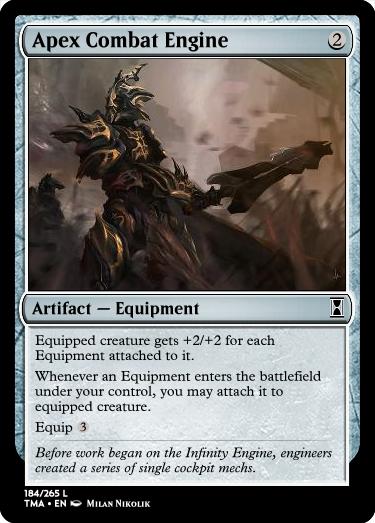 Apex Combat Engine 2
Artifact — Equipment
Equipped creature gets +2/+2 for each
Equipment attached to it.
Whenever an Equipment enters the battlefield
under your control, you may attach it to
equipped creature.
Equip 3
Before work began on the Infinity Engine, engineers
created a series of single cockpit mechs.
184/265 L
TMA • EN Milan Nikolik